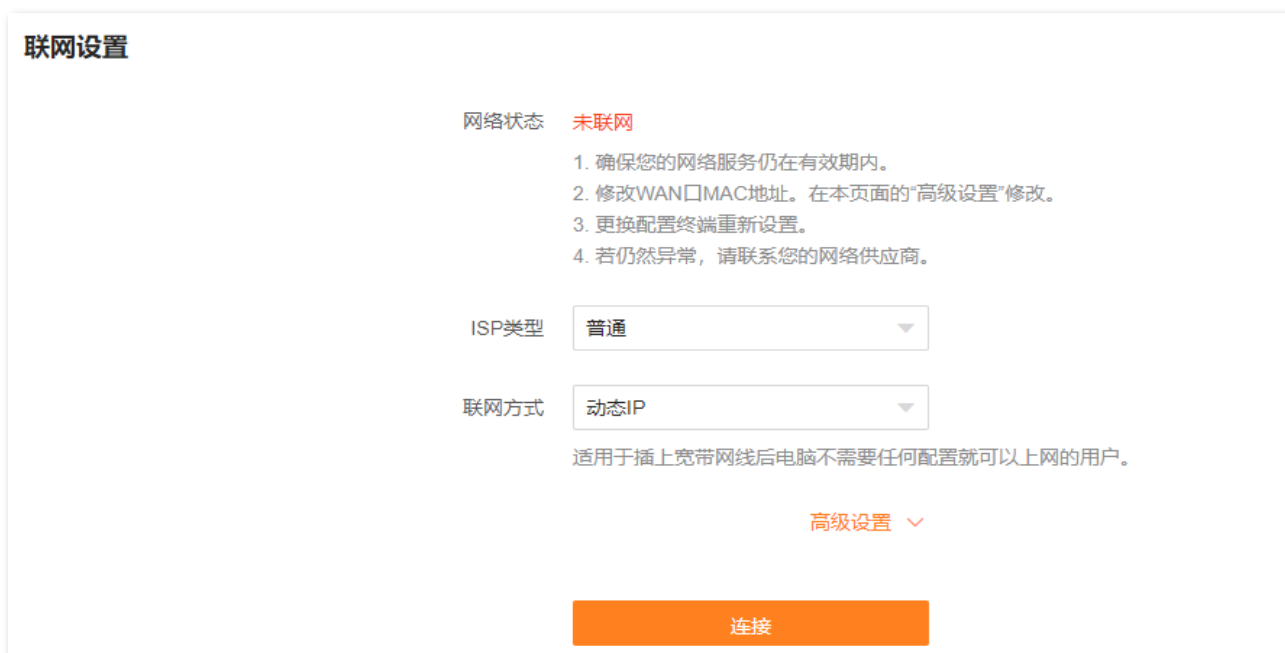 联网设置
网络状态 未联网
1. 确保您的网络服务仍在有效期内。
2. 修改WAN口MAC地址。在本页面的“高级设置”修改。
3. 更换配置终端重新设置。
4. 若仍然异常，请联系您的网络供应商。
ISP类型 普通
联网方式 动态IP
适用于插上宽带网线后电脑不需要任何配置就可以上网的用户。
高级设置
连接